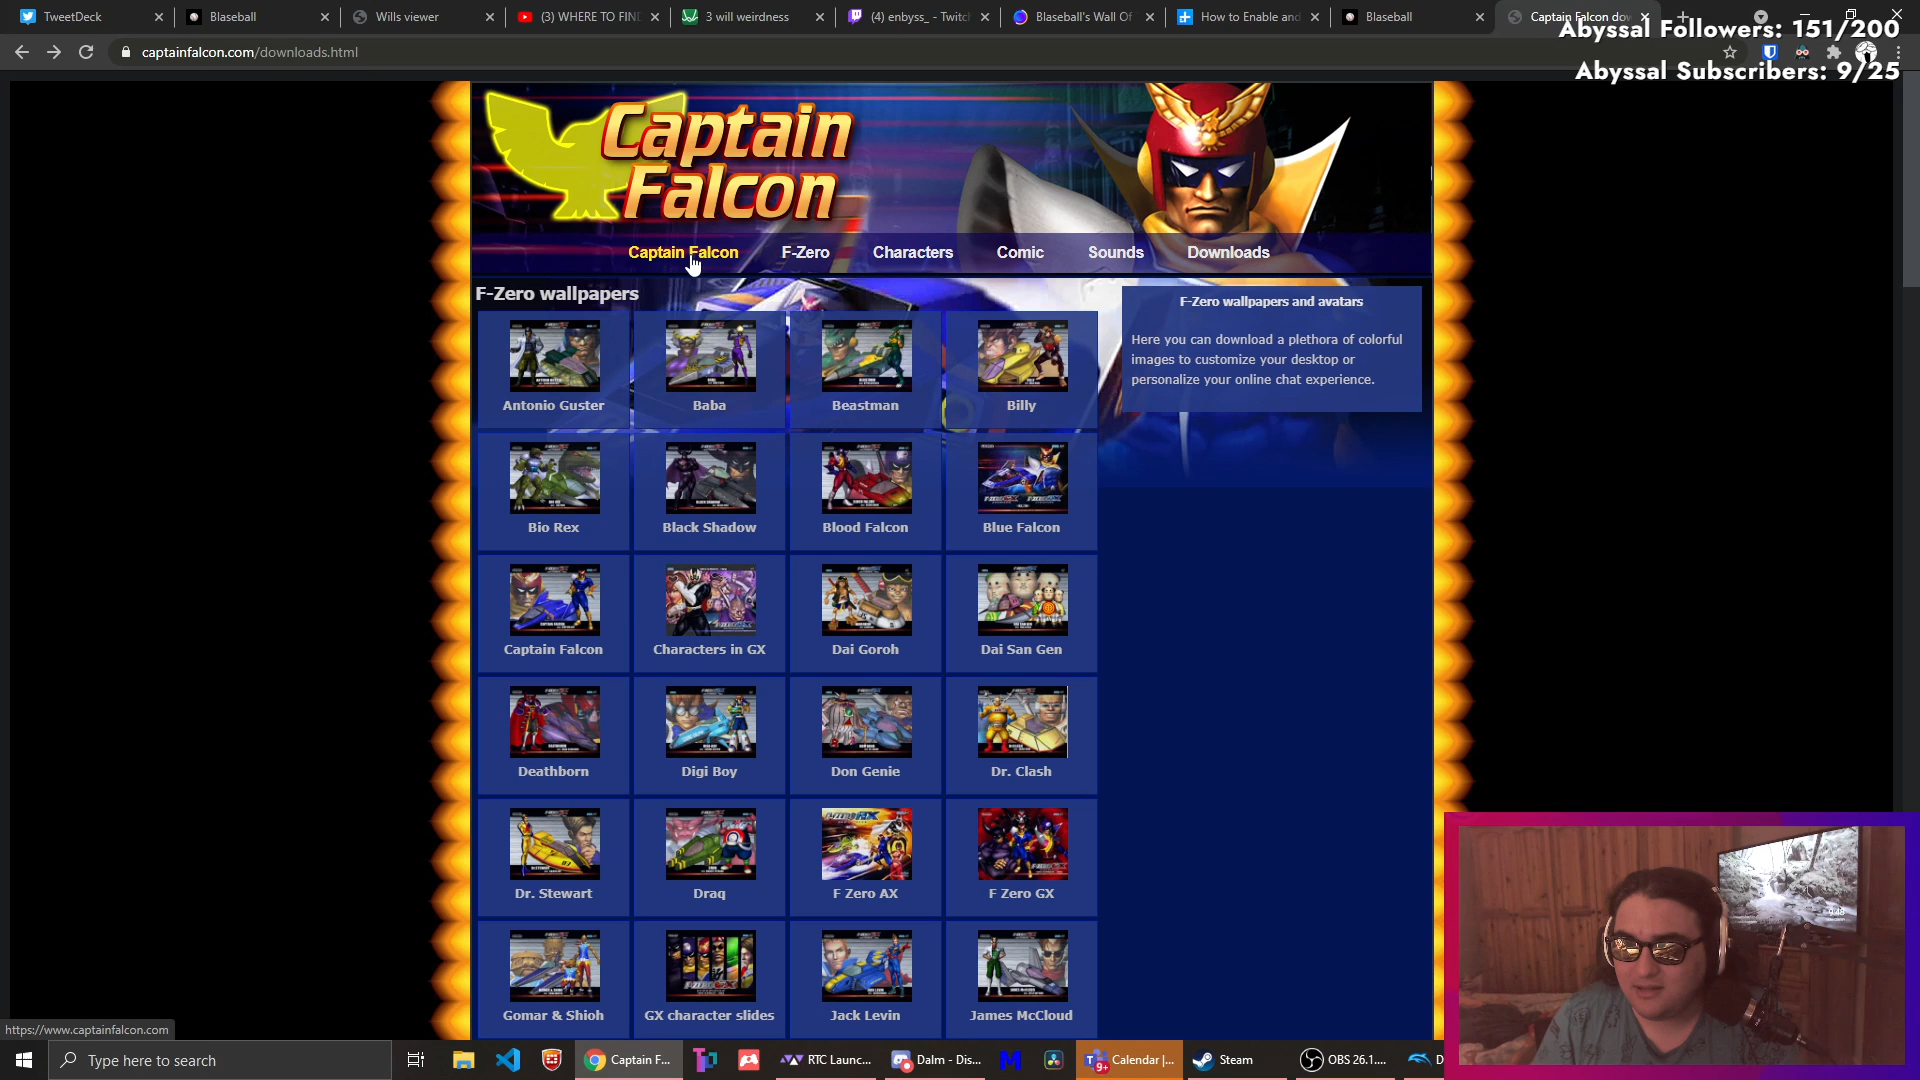 TweetDeck
Blaseball
Wills viewer
(3) WHERE TO FIN
3 will weirdness
(4) enbyss_ - Twitch
Blaseball's Wall Of
How to Enable and
Blaseball
Captain Falcon do
Abyssal Followers: 151/200
captainfalcon.com/downloads.html
Abyssal Subscribers: 9/25
Captain
Falcon
Captain Falcon
F-Zero
Characters
Comic
Sounds
Downloads
F-Zero wallpapers
F-Zero wallpapers and avatars
Here you can download a plethora of colorful
images to customize your desktop or
personalize your online chat experience.
Antonio Guster
Baba
Beastman
Billy
Bio Rex
Black Shadow
Blood Falcon
Blue Falcon
Captain Falcon
Characters in GX
Dai Goroh
Dai San Gen
Deathborn
Digi Boy
Don Genie
Dr. Clash
Dr. Stewart
Draq
F Zero AX
F Zero GX
Gomar & Shioh
GX character slides
Jack Levin
James McCloud
https://www.captainfalcon.com
Type here to search
Captain F...
RTC Launc...
Dalm - Dis...
9+
Calendar |...
Steam
OBS 26.1....
D